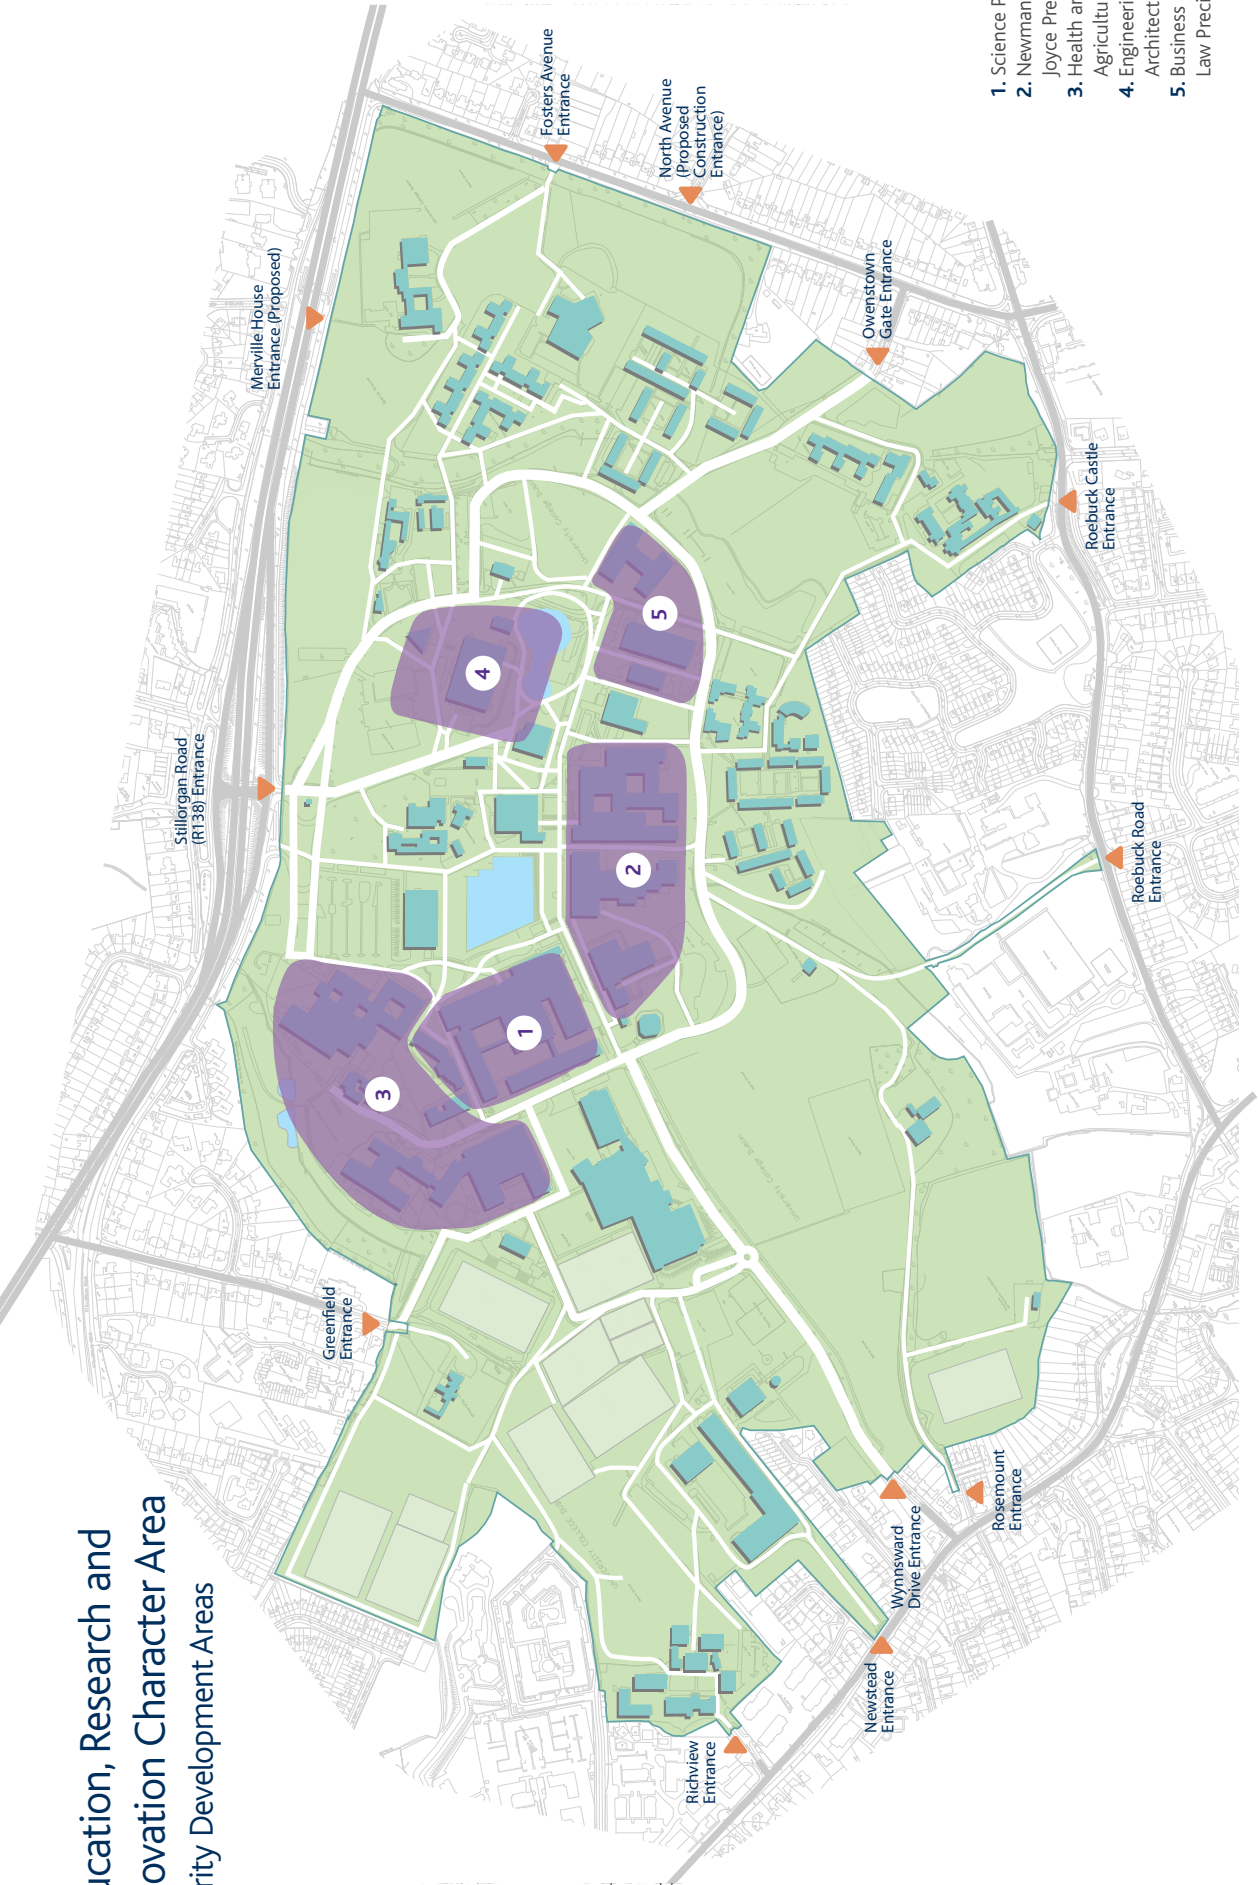 ucation, Research and
ovation Character Area
rity Development Areas
Merville House
Entrance (Proposed)
Stillorgan Road
(R138) Entrance
Greenfield
Entrance
Fosters Avenue
Entrance
North Avenue
(Proposed
Construction
Entrance)
Owenstown
Gate Entrance
Roebuck Castle
Entrance
Roebuck Road
Entrance
Rosemount
Entrance
Wynnsward
Drive Entrance
Newstead
Entrance
Richview
Entrance
1
2
3
4
5
1. Science P
2. Newman
Joyce Pre
3. Health ar
Agricultu
4. Engineeri
Architect
5. Business
Law Preci